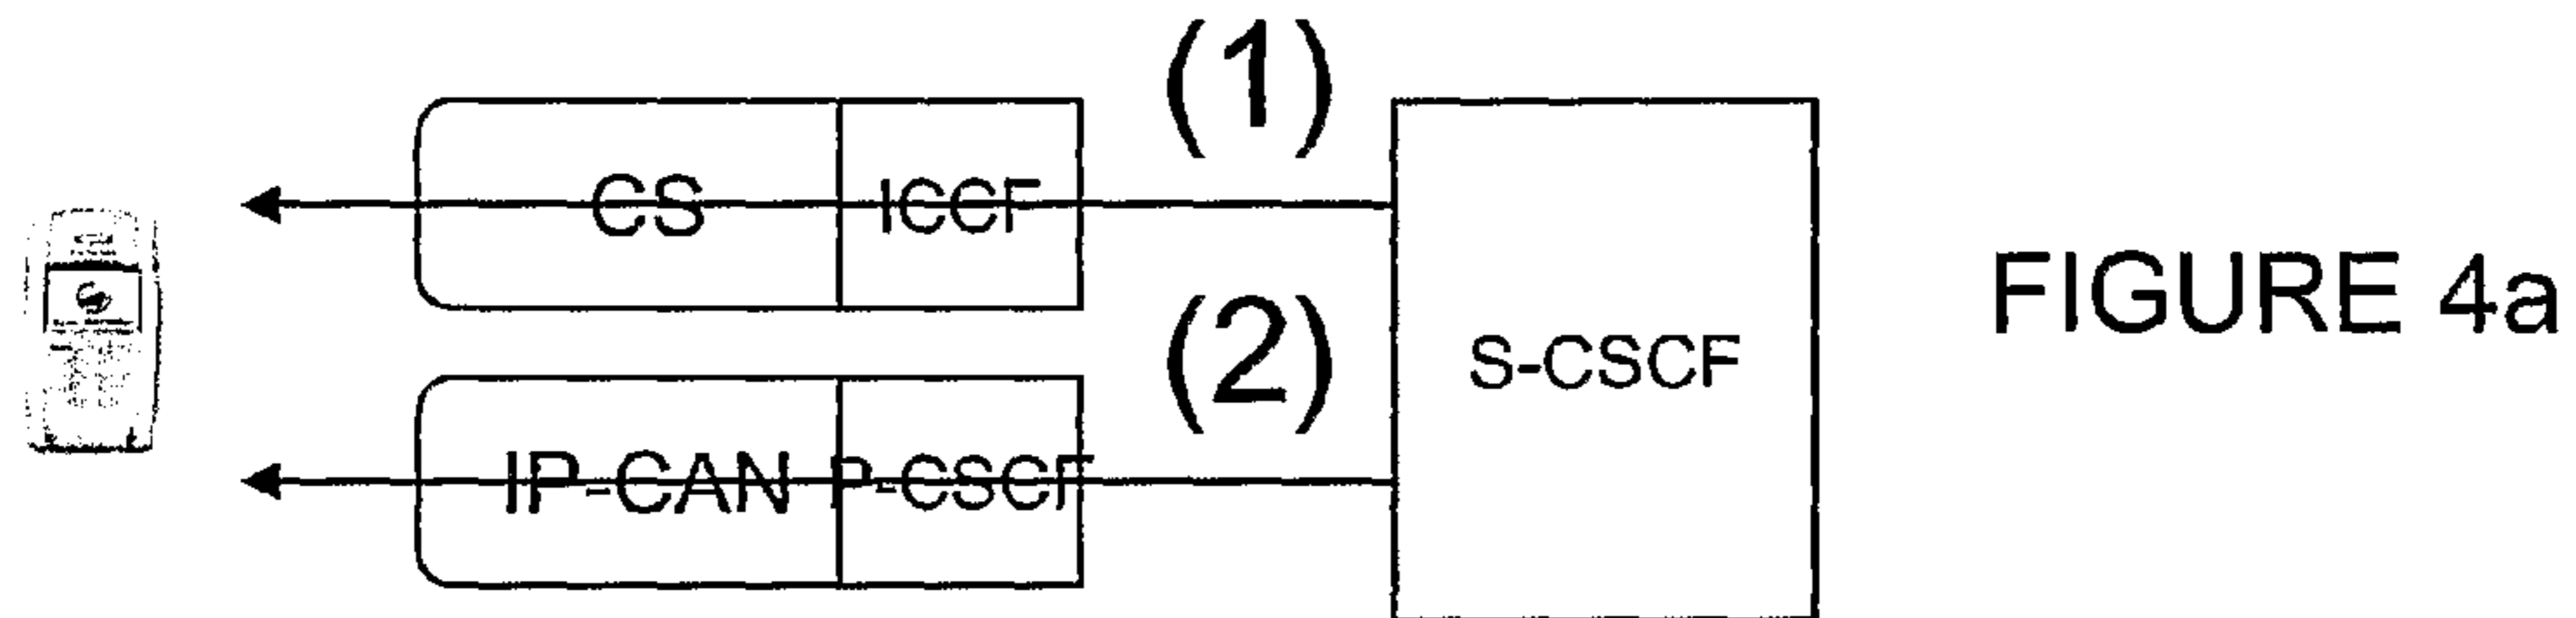 (1)
CS ICCF
(2)
S-CSCF
IP-CAN P-CSCF
FIGURE 4a